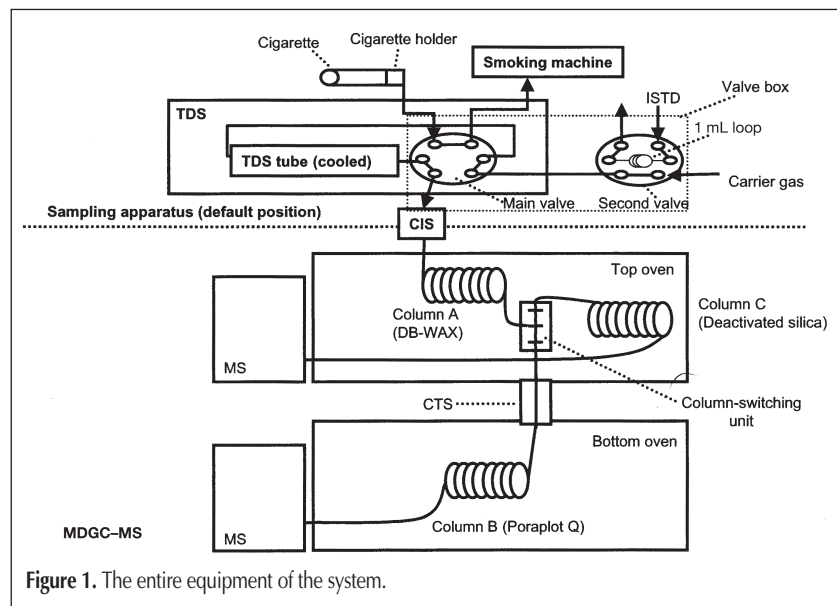 Cigarette
Cigarette holder
Smoking machine
ISTD
Valve box
TDS
1 mL loop
TDS tube (cooled)
Carrier gas
Main valve
Second valve
Sampling apparatus (default position)
CIS
Top oven
Column A
(DB-WAX)
Column C
(Deactivated silica)
MS
CTS
Column-switching
unit
Bottom oven
Column B (Poraplot Q)
MDGC–MS
MS
Figure 1. The entire equipment of the system.